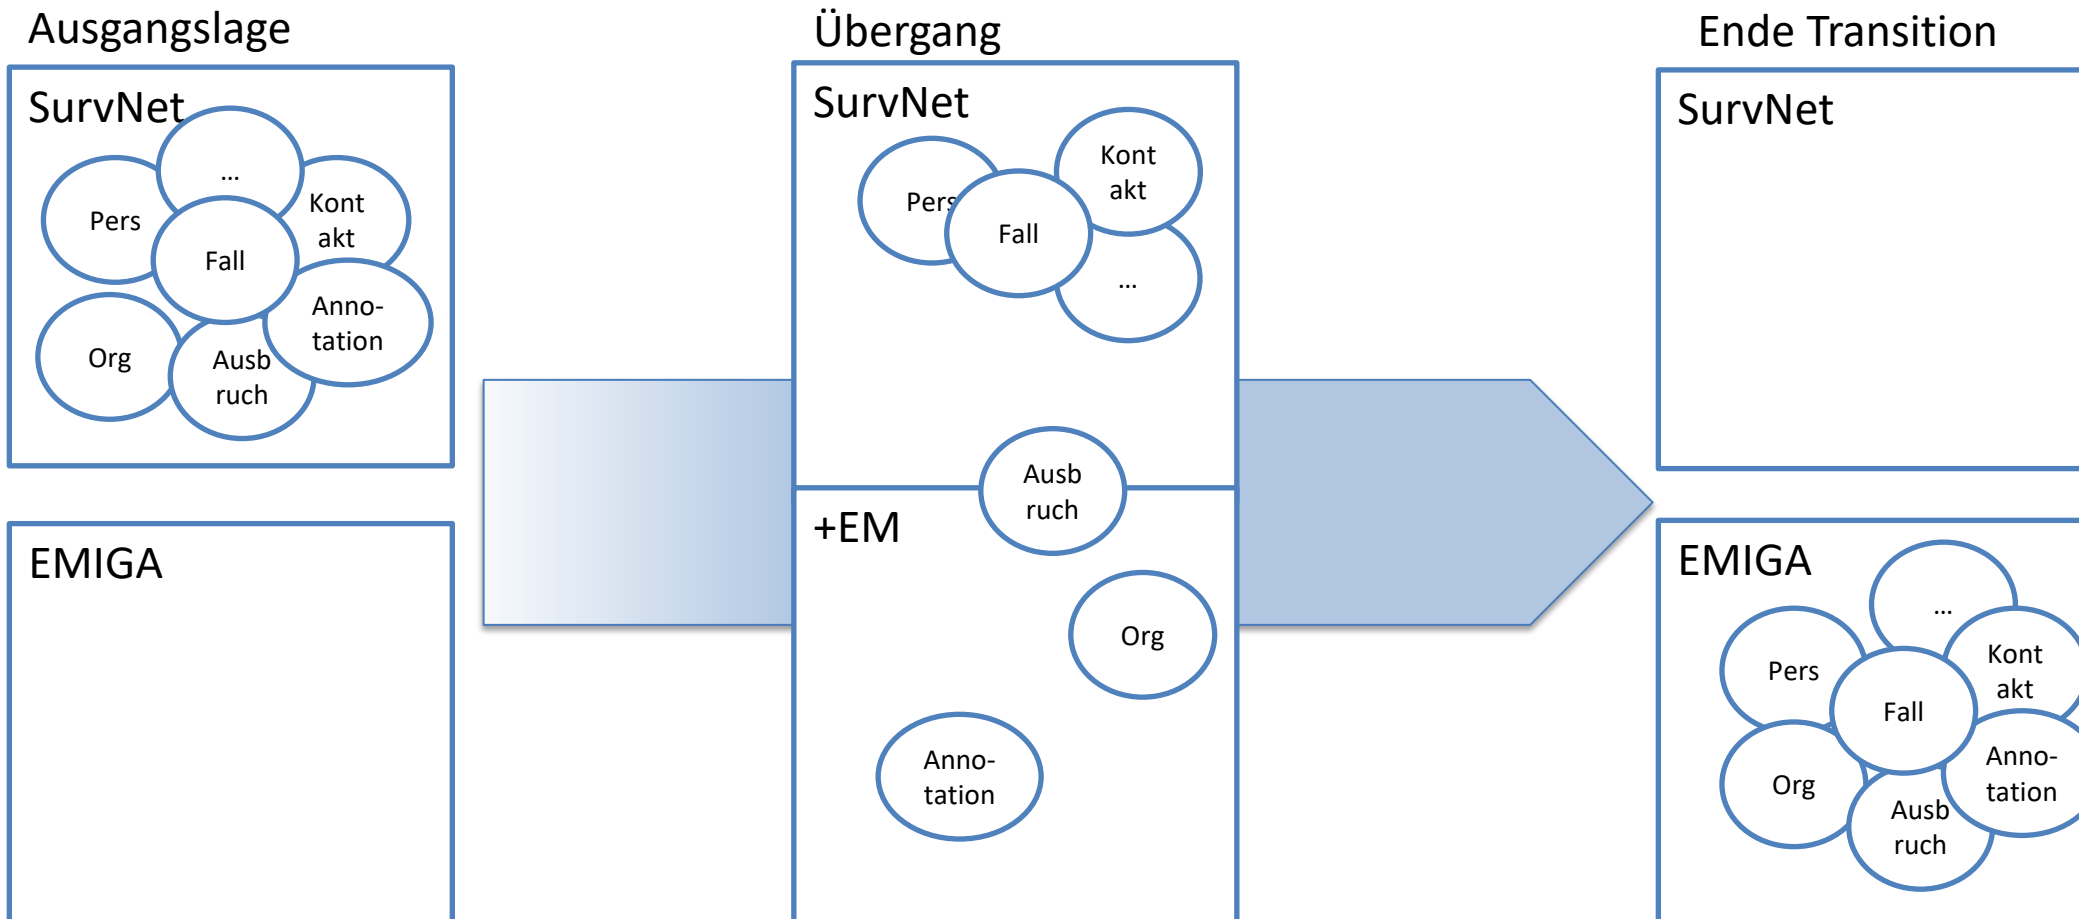 Ausgangslage
SurvNet
...
Pers
Kont
akt
Fall
Anno-
tation
Org
Ausb
ruch
EMIGA
Übergang
SurvNet
Kont
akt
Pers
Fall
...
Ausb
ruch
+EM
Org
Anno-
tation
Ende Transition
SurvNet
EMIGA
...
Pers
Kont
akt
Fall
Anno-
tation
Org
Ausb
ruch